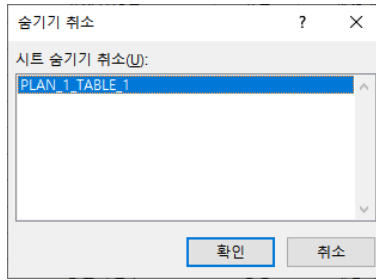 숨기기 취소
?
시트 숨기기 취소(U):
PLAN_1_TABLE_1
확인
취소